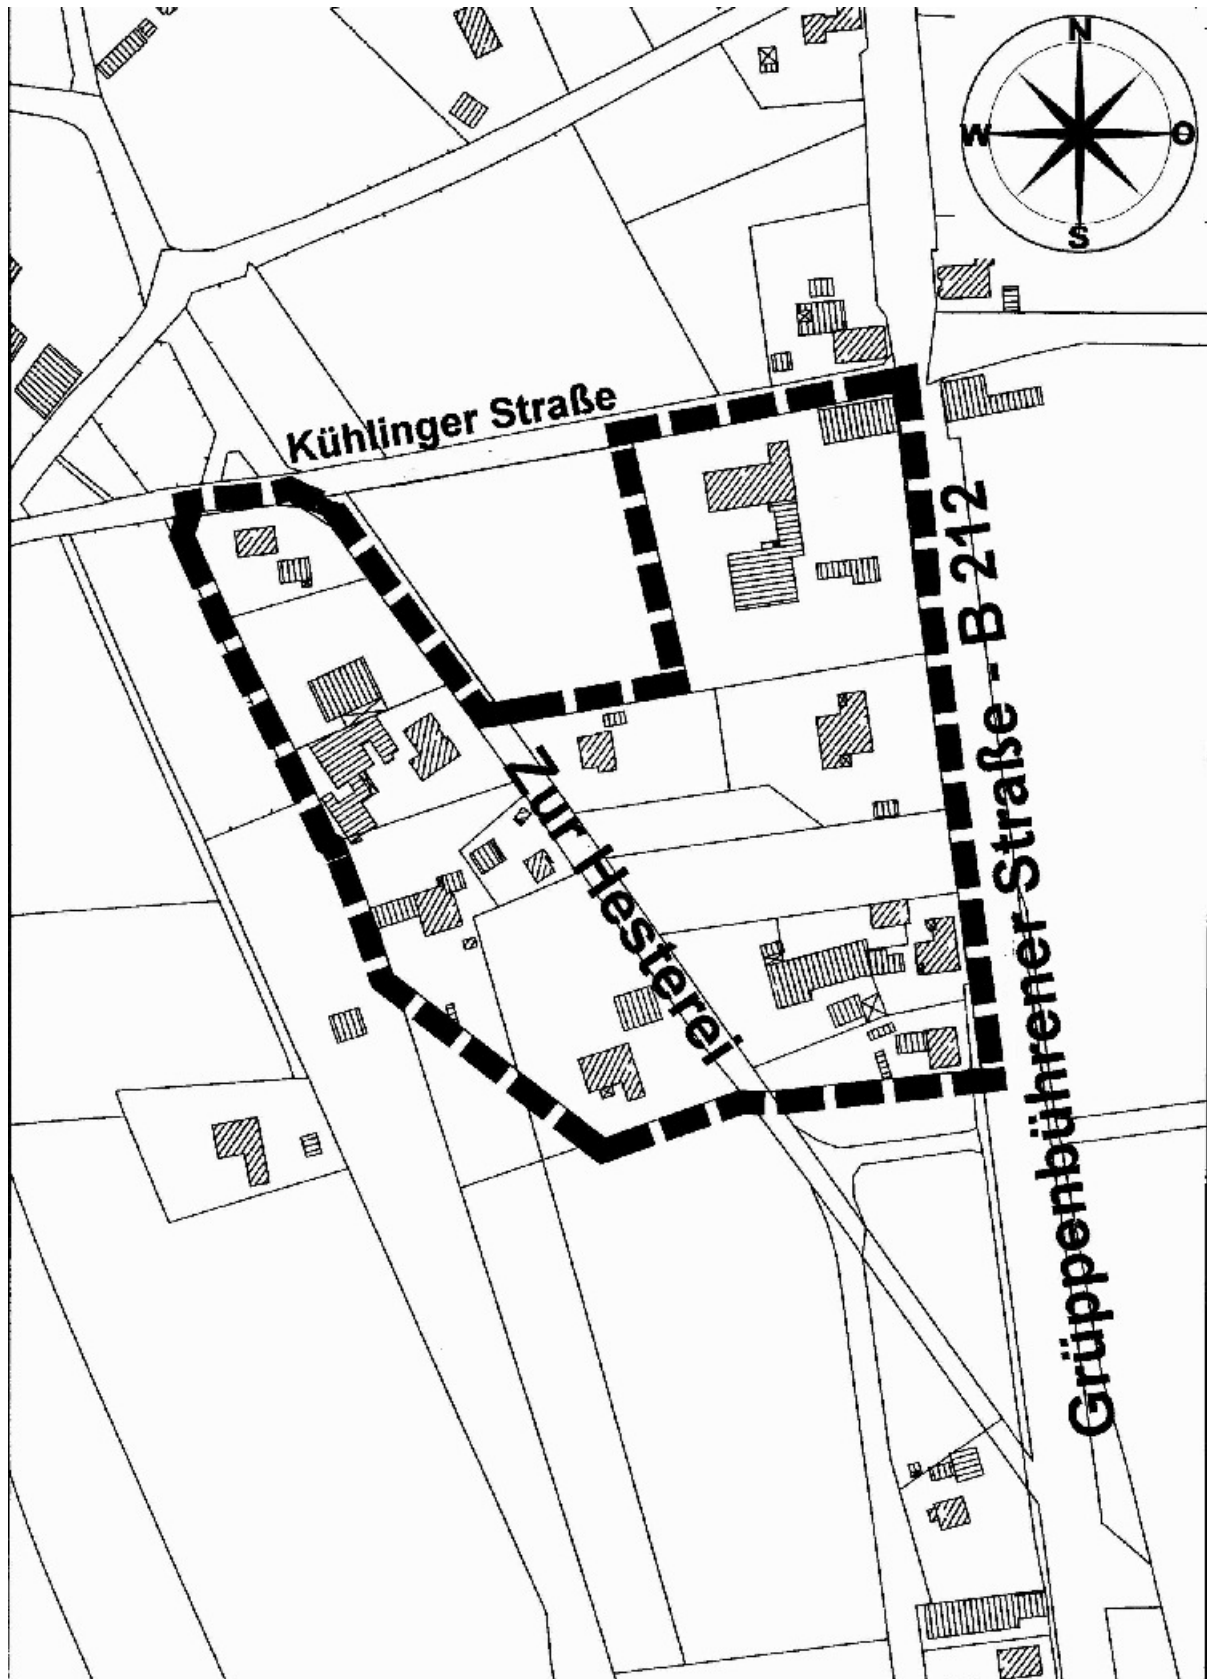 N
W O
S
Kühlinger Straße
Grüppenbührener Straße - B 212
Zur Hesterei